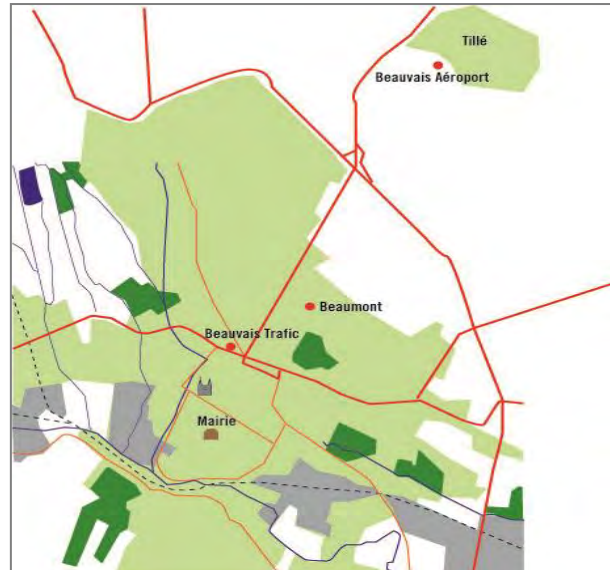 Tillé
Beauvais Aéroport
Beaumont
Beauvais Trafic
Mairie